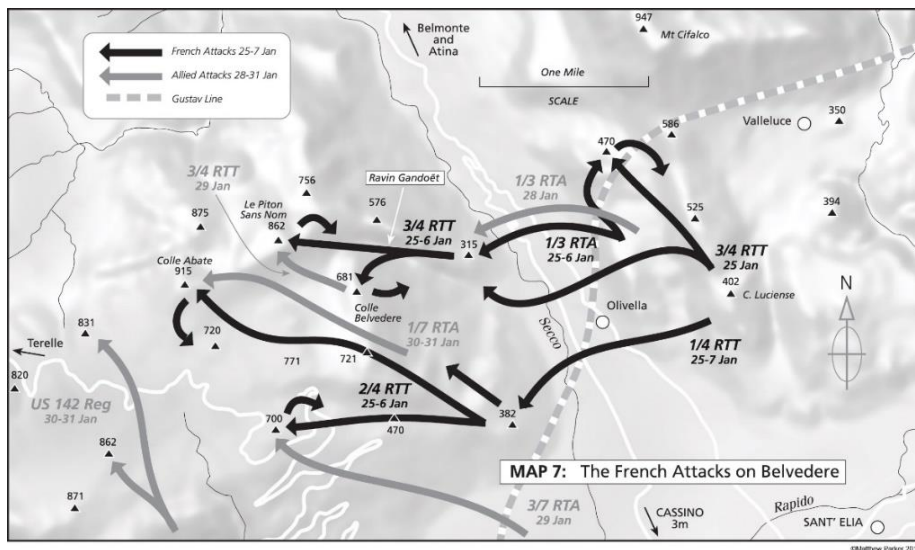 French Attacks 25-7 Jan
Allied Attacks 28-31 Jan
Gustav Line
Belmonte
and
Atina
One Mile
SCALE
947
Mt Cifalco
Valleluce
350
586
470
394
525
3/4 RTT
29 Jan
756
Ravin Gandoët
1/3 RTA
28 Jan
Le Piton
Sans Nom
862
875
576
3/4 RTT
25-6 Jan
315
1/3 RTA
25-6 Jan
3/4 RTT
25 Jan
402
C. Luciense
N
Colle Abate
915
681
Colle
Belvedere
Olivella
Secco
1/7 RTA
30-31 Jan
1/4 RTT
25-7 Jan
831
720
771
721
Terelle
820
US 142 Reg
30-31 Jan
2/4 RTT
25-6 Jan
700
470
382
862
871
MAP 7: The French Attacks on Belvedere
3/7 RTA
29 Jan
CASSINO
3m
Rapido
SANT' ELIA